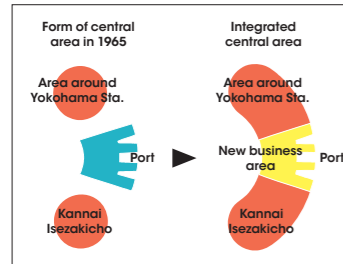 Form of central
area in 1965
Area around
Yokohama Sta.
Port
Kannai
Isezakicho
Integrated
central area
Area around
Yokohama Sta.
New business
area
Port
Kannai
Isezakicho